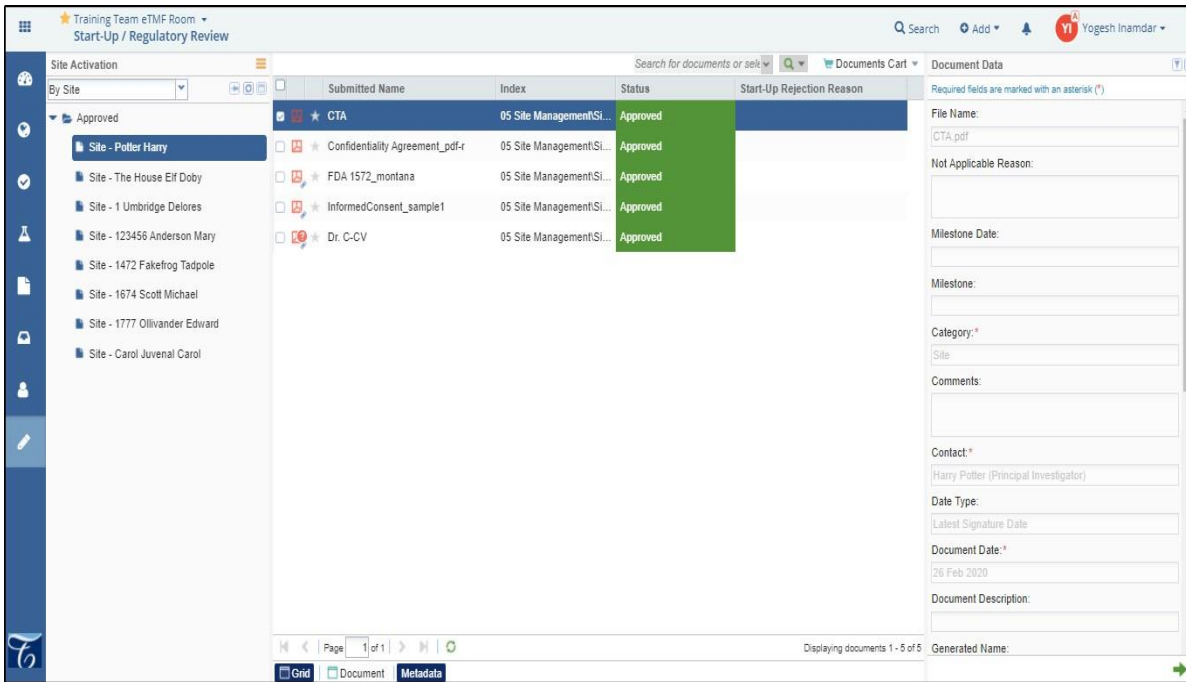 Training Team eTMF Room
Start-Up / Regulatory Review
Search
Add
A
YI
Yogesh Inamdar
Site Activation
By Site
Approved
Site - Potter Harry
Site - The House Elf Doby
Site - 1 Umbridge Delores
Site - 123456 Anderson Mary
Site - 1472 Fakefrog Tadpole
Site - 1674 Scott Michael
Site - 1777 Ollivander Edward
Site - Carol Juvenal Carol
Search for documents or sele
Documents Cart
Submitted Name Index Status Start-Up Rejection Reason
CTA 05 Site Management\Si... Approved
Confidentiality Agreement_pdf-r 05 Site Management\Si... Approved
FDA 1572_montana 05 Site Management\Si... Approved
InformedConsent_sample1 05 Site Management\Si... Approved
Dr. C-CV 05 Site Management\Si... Approved
Page 1 of 1
Displaying documents 1 - 5 of 5
Grid Document Metadata
Document Data
Required fields are marked with an asterisk (*)
File Name:
CTA.pdf
Not Applicable Reason:
Milestone Date:
Milestone:
Category:*
Site
Comments:
Contact:*
Harry Potter (Principal Investigator)
Date Type:
Latest Signature Date
Document Date:*
26 Feb 2020
Document Description:
Generated Name: